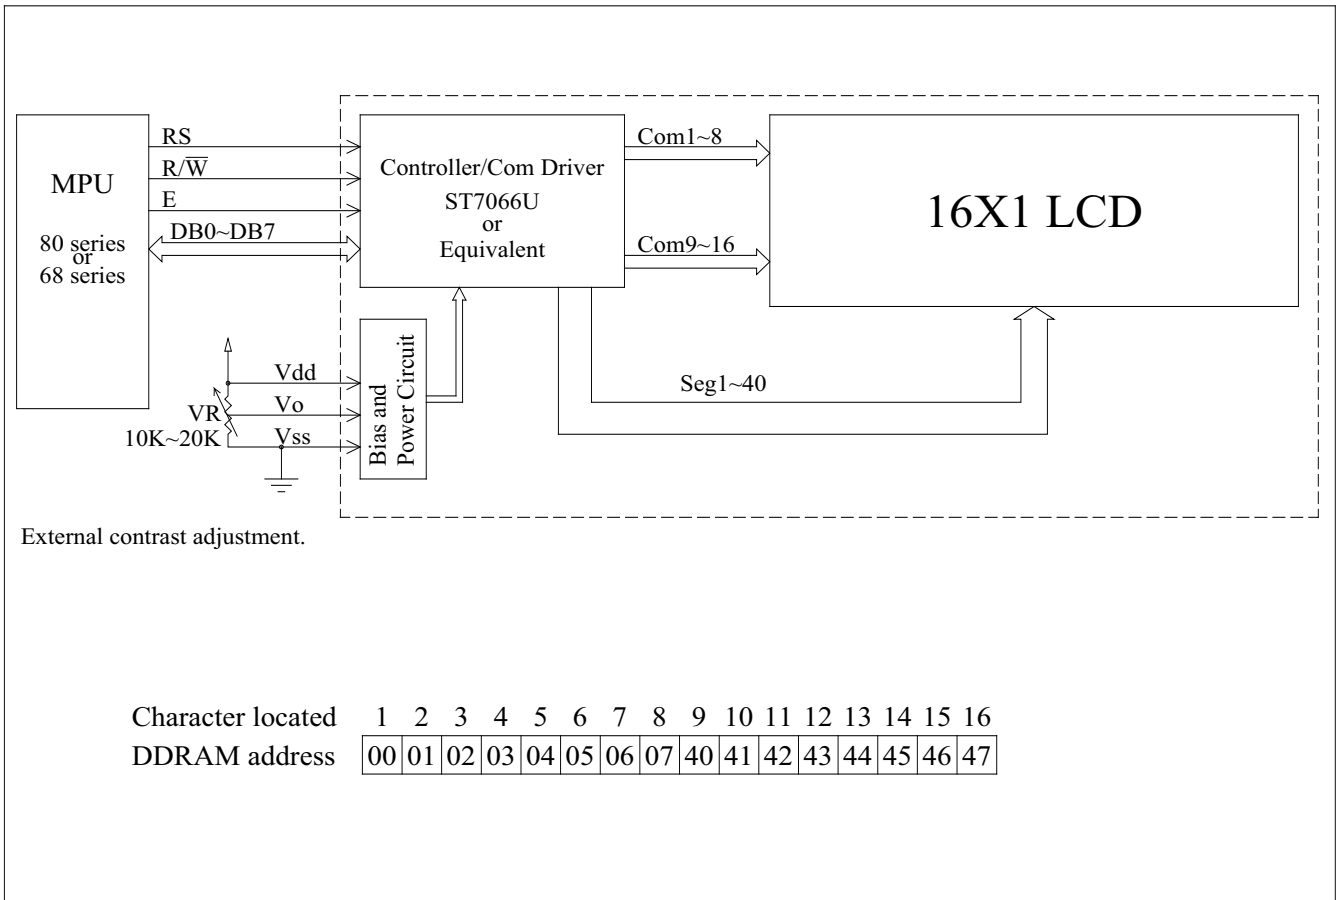 MPU
80 series
or
68 series
RS
R/W̅
E
DB0~DB7
Controller/Com Driver
ST7066U
or
Equivalent
Com1~8
Com9~16
16X1 LCD
Seg1~40
Bias and
Power Circuit
Vdd
Vo
Vss
VR
10K~20K
External contrast adjustment.
Character located 1 2 3 4 5 6 7 8 9 10 11 12 13 14 15 16
DDRAM address 00 01 02 03 04 05 06 07 40 41 42 43 44 45 46 47